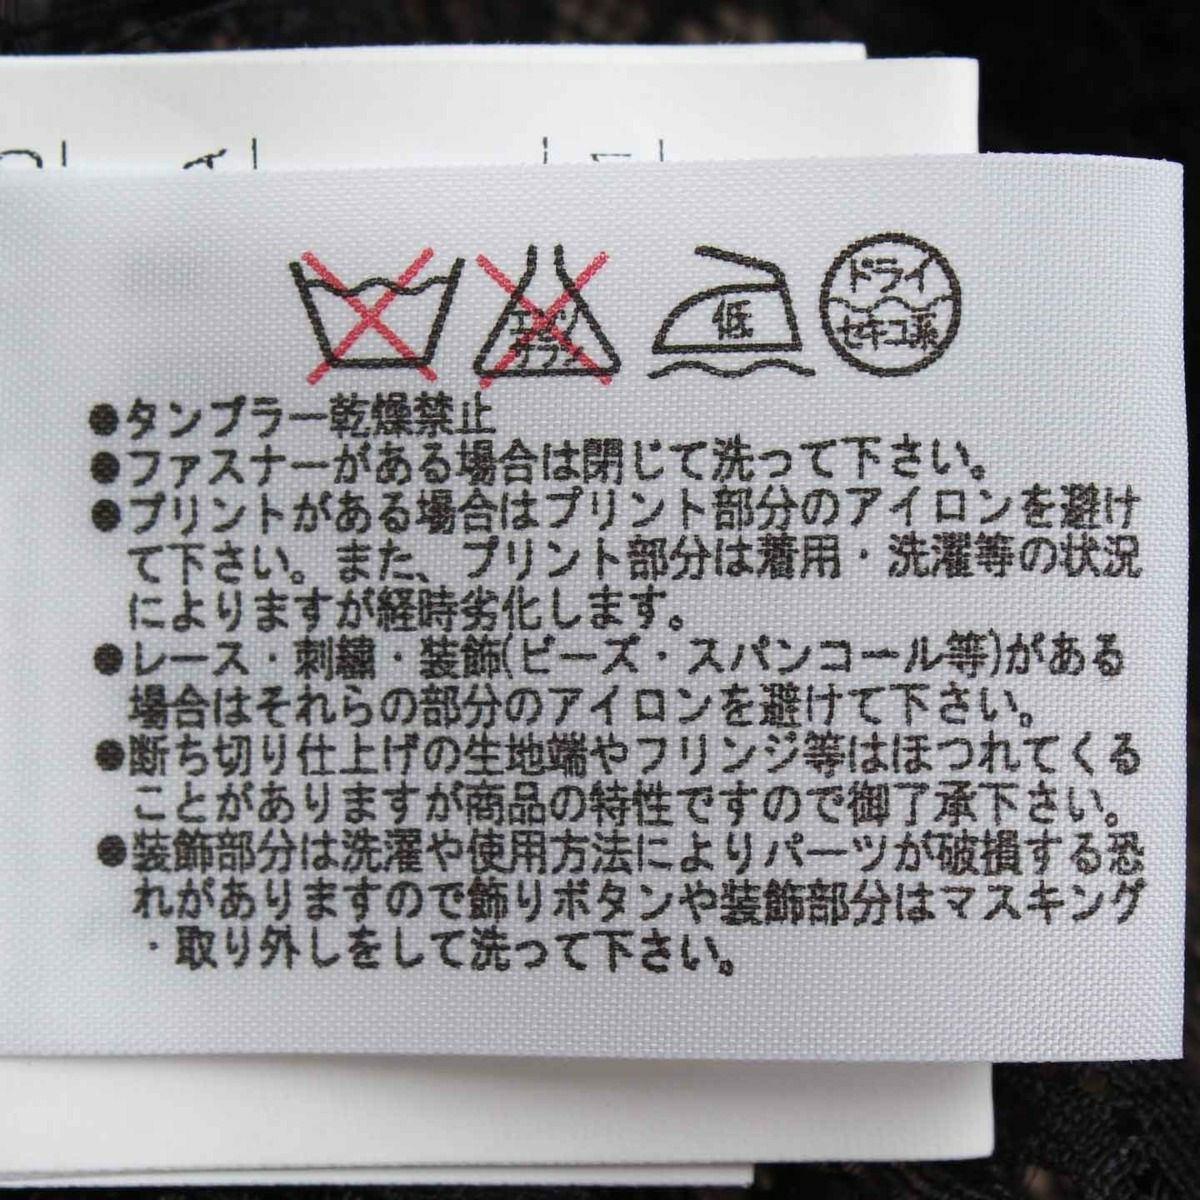 エンソ
サラシ
低
ドライ
セキユ系
●タンブラー乾燥禁止
●ファスナーがある場合は閉じて洗って下さい。
●プリントがある場合はプリント部分のアイロンを避け
て下さい。また、プリント部分は着用・洗濯等の状況
によりますが経時劣化します。
●レース・刺繍・装飾(ビーズ・スパンコール等)がある
場合はそれらの部分のアイロンを避けて下さい。
●断ち切り仕上げの生地端やフリンジ等はほつれてくる
ことがありますが商品の特性ですので御了承下さい。
●装飾部分は洗濯や使用方法によりパーツが破損する恐
れがありますので飾りボタンや装飾部分はマスキング
・取り外しをして洗って下さい。